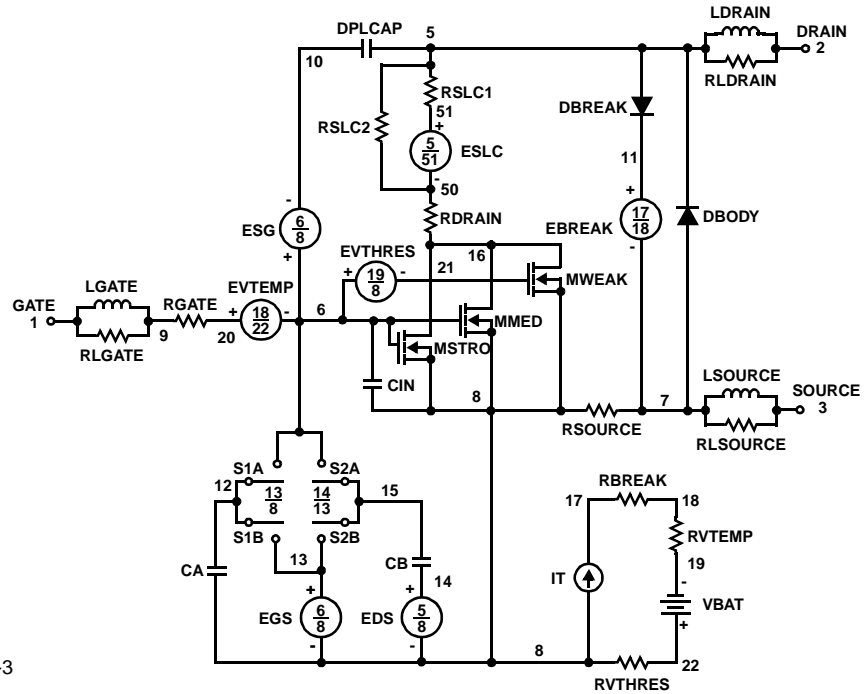 LDRAIN
DPLCAP 5 DRAIN
10 2
RSLC1 RLDRAIN
51
RSLC2 + DBREAK
5
51 ESLC
- 11
- 50 +
ESG 6
8 RDRAIN EBREAK 17
18 DBODY
+ EVTHRES 16 -
+ 19
8 - 21 MWEAK
LGATE EVTEMP
GATE RGATE + 18
22 - 6 MMED
1 9 20 MSTRO
RLGATE
CIN LSOURCE
8 7 SOURCE
3
RSOURCE RLSOURCE
S1A S2A
12 13
8 14
13 15 RBREAK
17 18
S1B S2B
13 CB RVTEMP
CA 14 IT 19
+ + -
EGS 6
8 EDS 5
8 VBAT
- - +
8 22
RVTHRES
-3